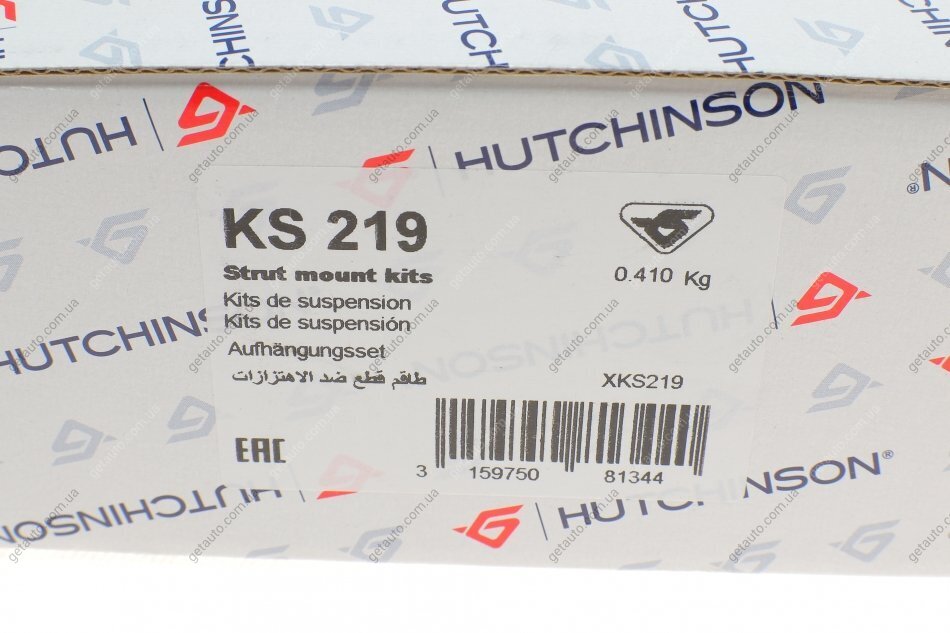 HUTCHINSON
KS 219
Strut mount kits
Kits de suspension
Kits de suspensión
Aufhängungsset
طاقم قطع ضد الاهتزازات
0.410 Kg
XKS219
EAC
3 159750 81344
HUTCHINSON
HUTCHINSON®
getauto.com.ua